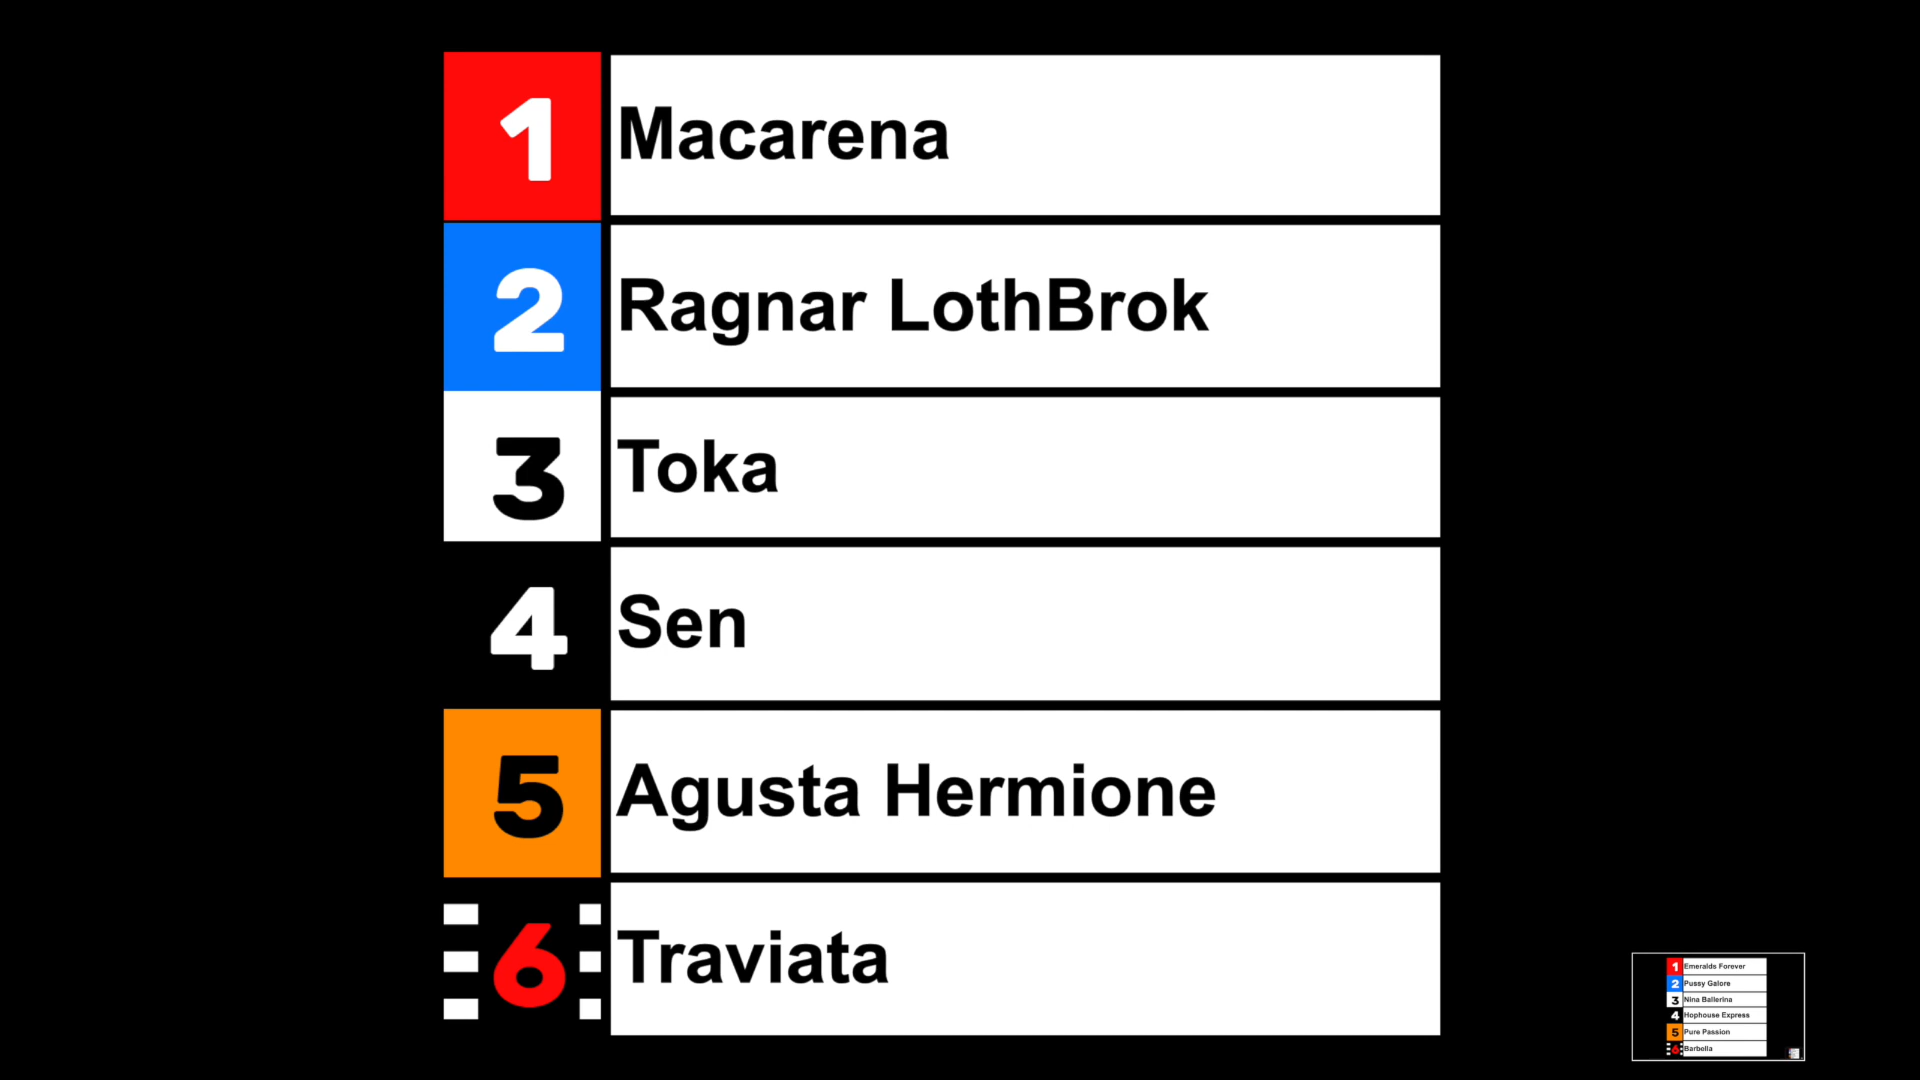 1 Macarena
2 Ragnar LothBrok
3 Toka
4 Sen
5 Agusta Hermione
6 Traviata
1 Emeralds Forever
2 Pussy Galore
3 Nina Ballerina
4 Hophouse Express
5 Pure Passion
6 Barbella